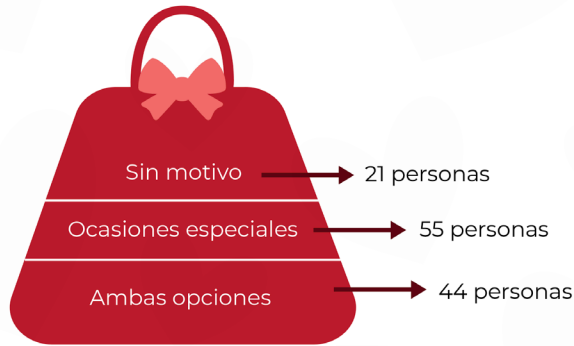 Sin motivo
21 personas
Ocasiones especiales
55 personas
Ambas opciones
44 personas